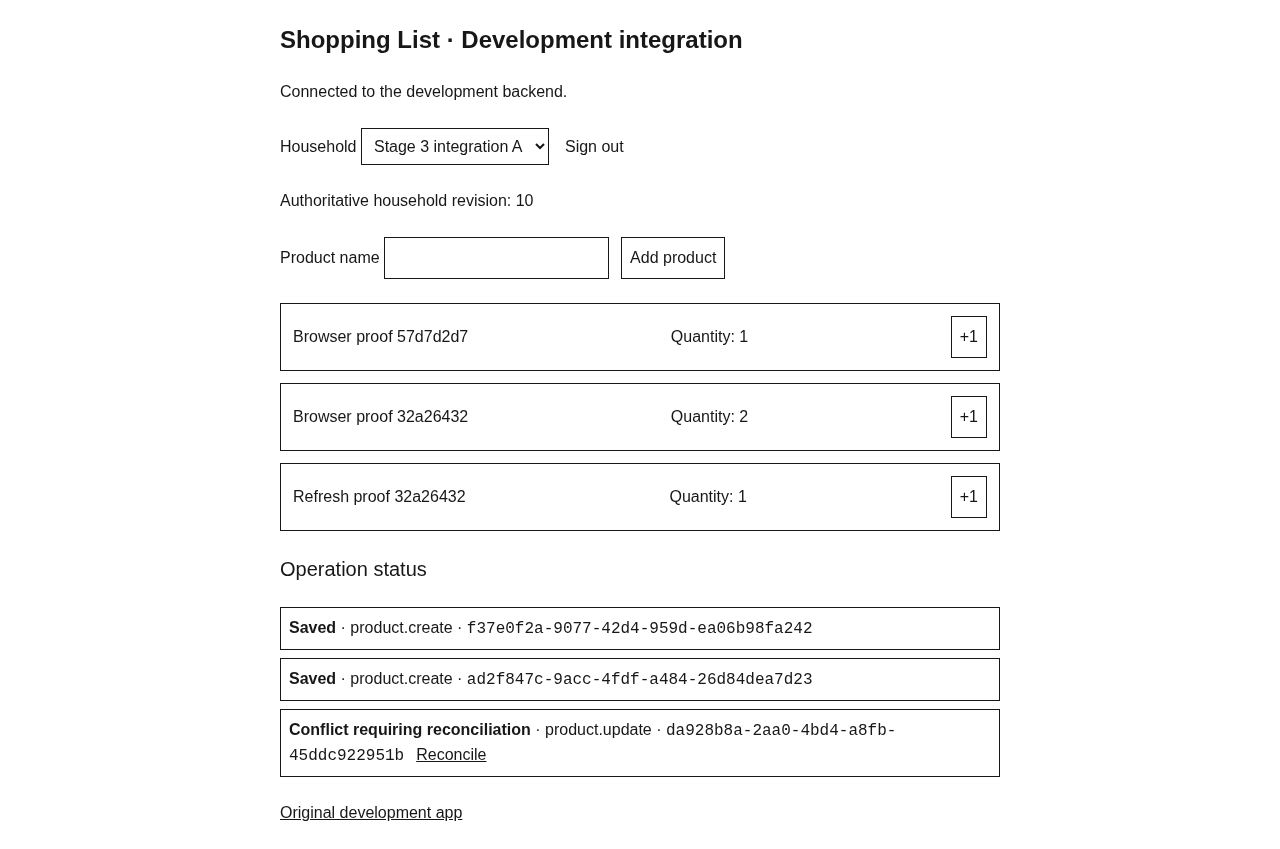 Shopping List · Development integration
Connected to the development backend.
Household Stage 3 integration A Sign out
Authoritative household revision: 10
Product name Add product
Browser proof 57d7d2d7 Quantity: 1 +1
Browser proof 32a26432 Quantity: 2 +1
Refresh proof 32a26432 Quantity: 1 +1
Operation status
Saved · product.create · f37e0f2a-9077-42d4-959d-ea06b98fa242
Saved · product.create · ad2f847c-9acc-4fdf-a484-26d84dea7d23
Conflict requiring reconciliation · product.update · da928b8a-2aa0-4bd4-a8fb-
45ddc922951b Reconcile
Original development app